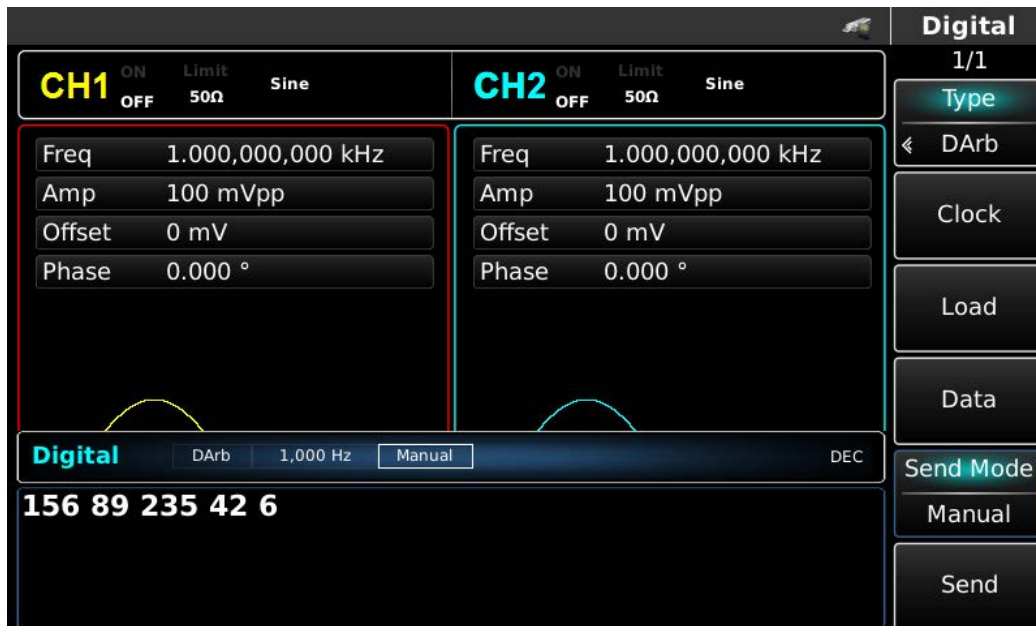 Digital
1/1
CH1 ON OFF Limit 50Ω Sine
CH2 ON OFF Limit 50Ω Sine
Freq 1.000,000,000 kHz
Amp 100 mVpp
Offset 0 mV
Phase 0.000 °
Freq 1.000,000,000 kHz
Amp 100 mVpp
Offset 0 mV
Phase 0.000 °
Digital DArb 1,000 Hz Manual DEC
156 89 235 42 6
Type
DArb
Clock
Load
Data
Send Mode
Manual
Send